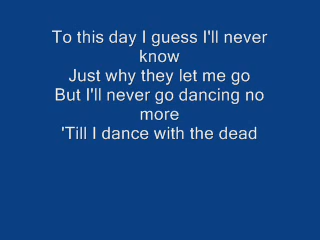 To this day I guess I'll never
know
Just why they let me go
But I'll never go dancing no
more
'Till I dance with the dead